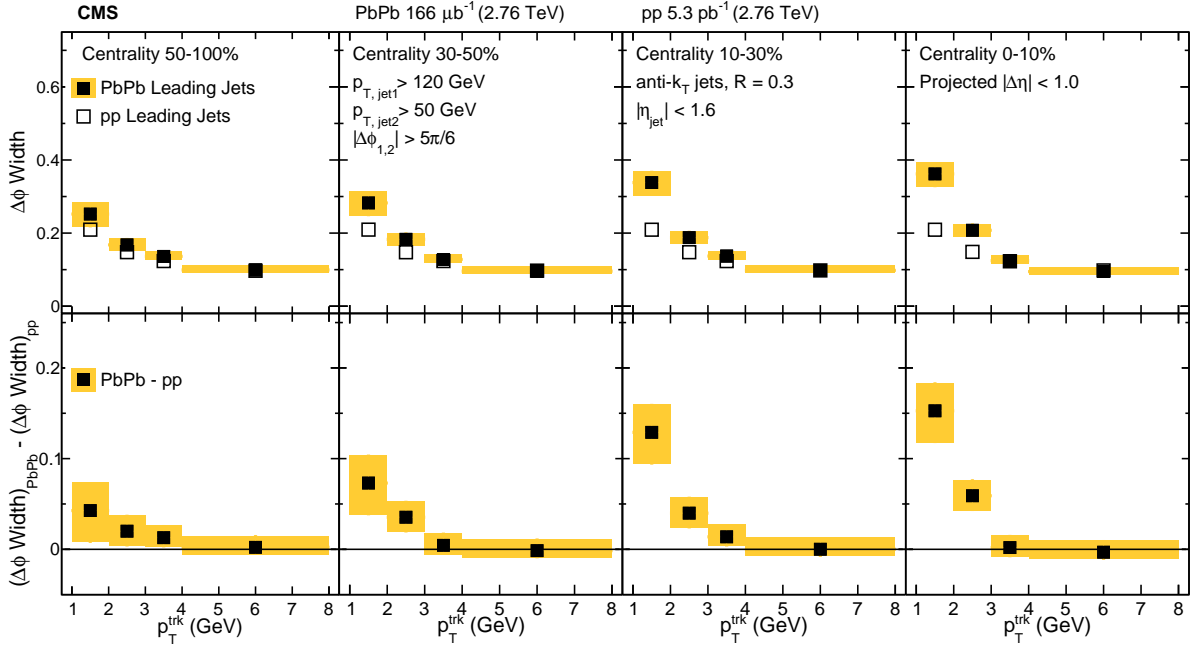 CMS
PbPb 166 μb⁻¹ (2.76 TeV)
pp 5.3 pb⁻¹ (2.76 TeV)
Centrality 50-100%
PbPb Leading Jets
pp Leading Jets
Centrality 30-50%
p_T, jet1 > 120 GeV
p_T, jet2 > 50 GeV
|Δϕ_1,2| > 5π/6
Centrality 10-30%
anti-k_T jets, R = 0.3
|η_jet| < 1.6
Centrality 0-10%
Projected |Δη| < 1.0
Δϕ Width
0.6
0.4
0.2
0
(Δϕ Width)_PbPb - (Δϕ Width)_pp
0.2
0.1
0
PbPb - pp
1 2 3 4 5 6 7 8
1 2 3 4 5 6 7 8
1 2 3 4 5 6 7 8
1 2 3 4 5 6 7 8
p_T^trk (GeV)
p_T^trk (GeV)
p_T^trk (GeV)
p_T^trk (GeV)